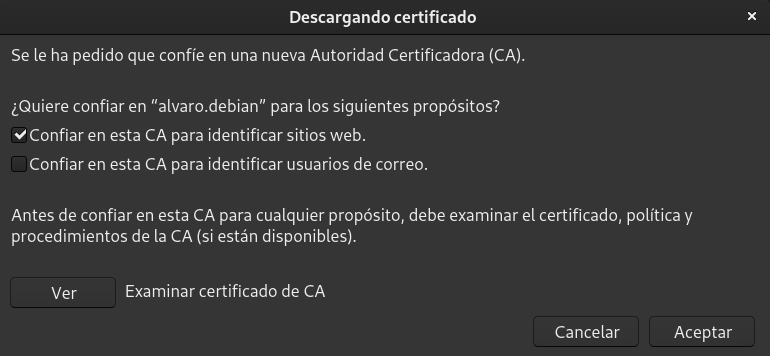 Descargando certificado
Se le ha pedido que confíe en una nueva Autoridad Certificadora (CA).
¿Quiere confiar en “alvaro.debian” para los siguientes propósitos?
Confiar en esta CA para identificar sitios web.
Confiar en esta CA para identificar usuarios de correo.
Antes de confiar en esta CA para cualquier propósito, debe examinar el certificado, política y
procedimientos de la CA (si están disponibles).
Ver Examinar certificado de CA
Cancelar Aceptar